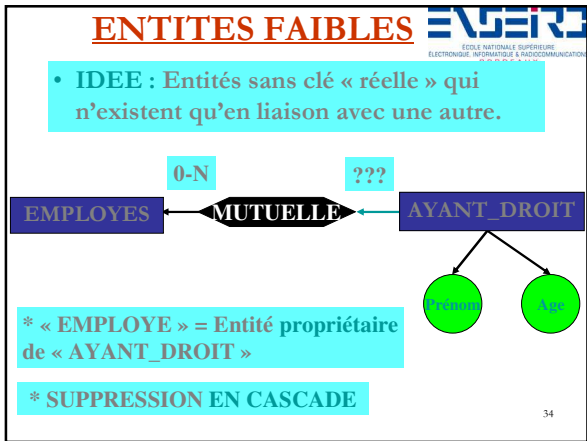 ENTITES FAIBLES
ENSEIRB
ÉCOLE NATIONALE SUPÉRIEURE
ÉLECTRONIQUE, INFORMATIQUE & RADIOCOMMUNICATIONS
BORDEAUX
• IDEE : Entités sans clé « réelle » qui
n'existent qu'en liaison avec une autre.
0-N
???
EMPLOYES
MUTUELLE
AYANT_DROIT
Prénom
Age
* « EMPLOYE » = Entité propriétaire
de « AYANT_DROIT »
* SUPPRESSION EN CASCADE
34